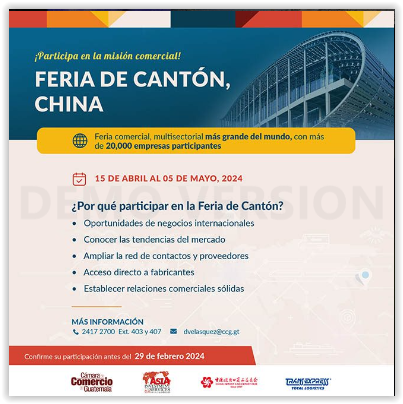 ¡Participa en la misión comercial!
FERIA DE CANTÓN,
CHINA
Feria comercial, multisectorial más grande del mundo, con más
de 20,000 empresas participantes
15 DE ABRIL AL 05 DE MAYO, 2024
DEMO VERSION
¿Por qué participar en la Feria de Cantón?
• Oportunidades de negocios internacionales
• Conocer las tendencias del mercado
• Ampliar la red de contactos y proveedores
• Acceso directo a fabricantes
• Establecer relaciones comerciales sólidas
MÁS INFORMACIÓN
2417 2700 Ext. 403 y 407 dvelasquez@ccg.gt
Confirme su participación antes del 29 de febrero 2024
Cámara de
Comercio
de Guatemala
ASIA
TRANSEXPRESS
TOTAL LOGISTICS